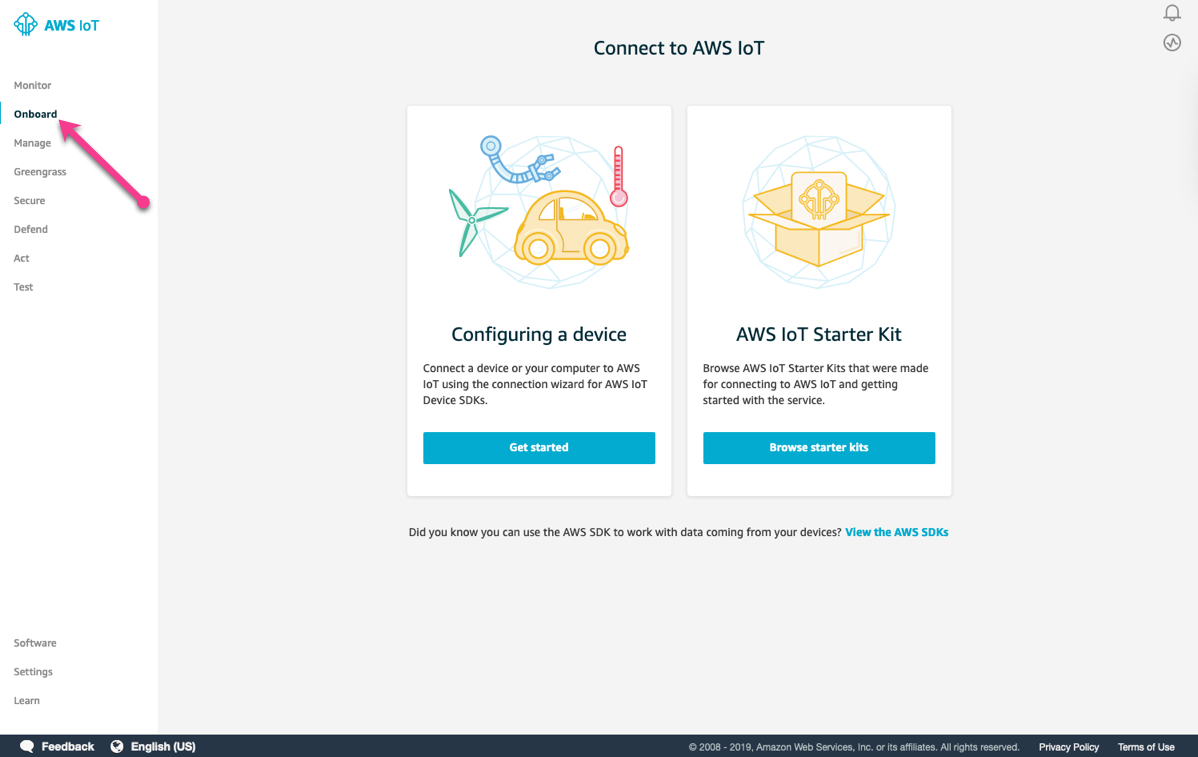 AWS IoT
Monitor
Onboard
Manage
Greengrass
Secure
Defend
Act
Test
Software
Settings
Learn
Connect to AWS IoT
Configuring a device
Connect a device or your computer to AWS
IoT using the connection wizard for AWS IoT
Device SDKs.
Get started
AWS IoT Starter Kit
Browse AWS IoT Starter Kits that were made
for connecting to AWS IoT and getting
started with the service.
Browse starter kits
Did you know you can use the AWS SDK to work with data coming from your devices? View the AWS SDKs
Feedback English (US) © 2008 - 2019, Amazon Web Services, Inc. or its affiliates. All rights reserved. Privacy Policy Terms of Use